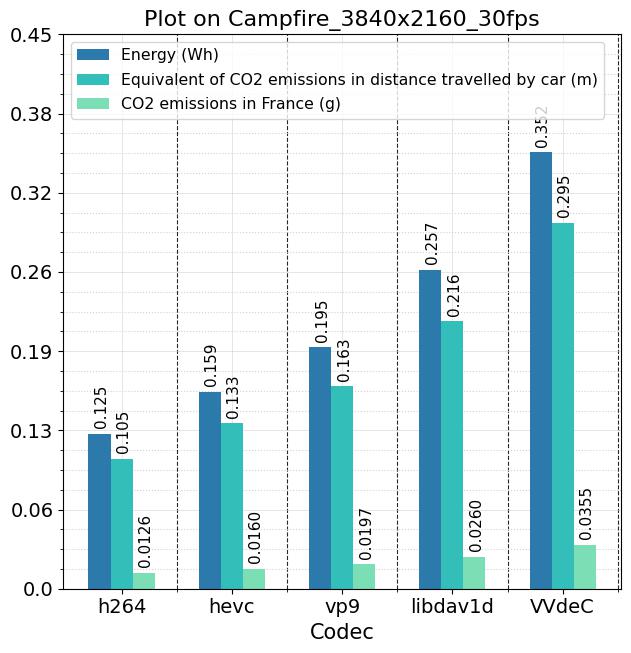 Plot on Campfire_3840x2160_30fps
Energy (Wh)
Equivalent of CO2 emissions in distance travelled by car (m)
CO2 emissions in France (g)
0.45
0.38
0.32
0.26
0.19
0.13
0.06
0.0
0.125
0.105
0.0126
0.159
0.133
0.0160
0.195
0.163
0.0197
0.257
0.216
0.0260
0.352
0.295
0.0355
h264
hevc
vp9
libdav1d
VVdeC
Codec